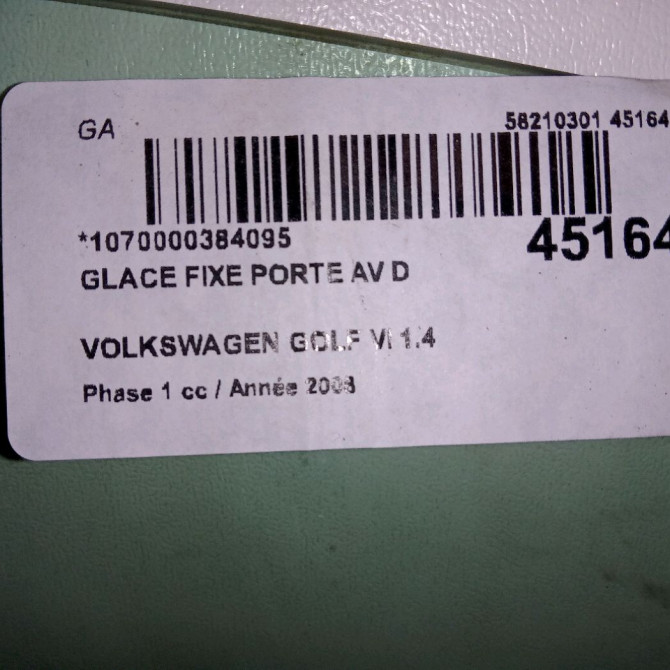 GA
58210301 45164
*1070000384095
45164
GLACE FIXE PORTE AV D
VOLKSWAGEN GOLF VI 1.4
Phase 1 cc / Année 2008